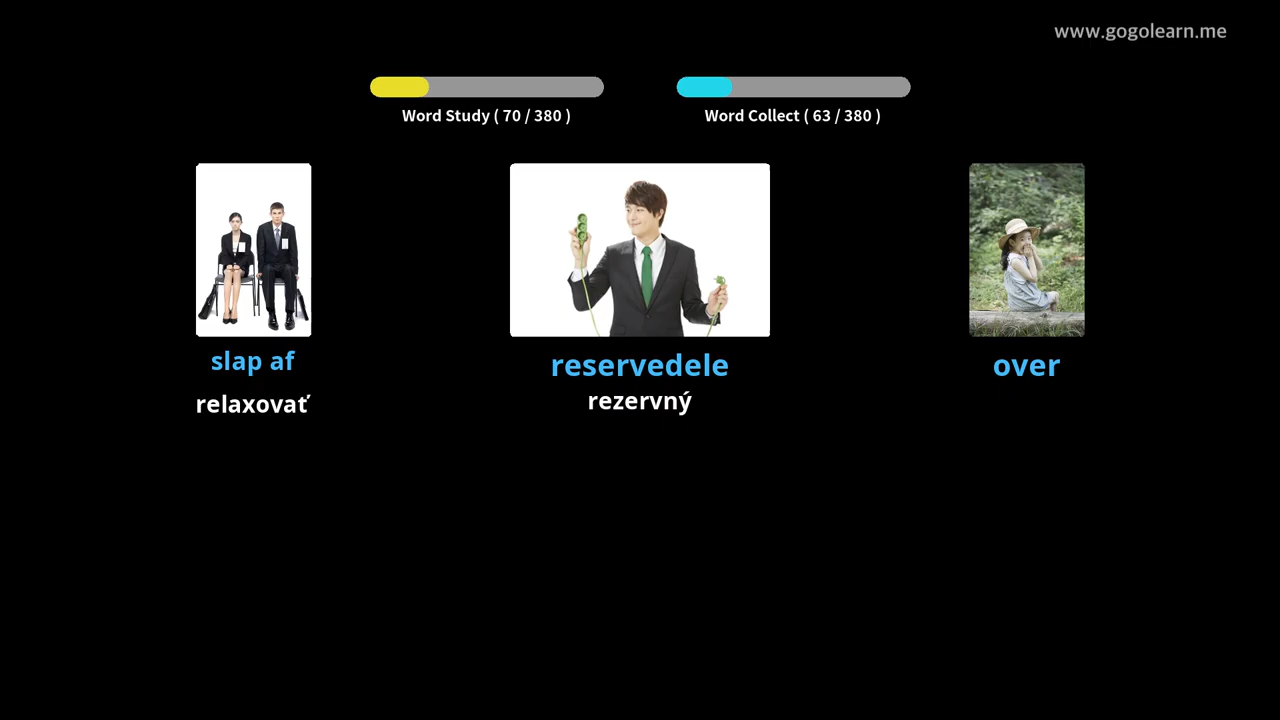 www.gogolearn.me
Word Study ( 70 / 380 )
Word Collect ( 63 / 380 )
slap af
relaxovať
reservedele
rezervný
over